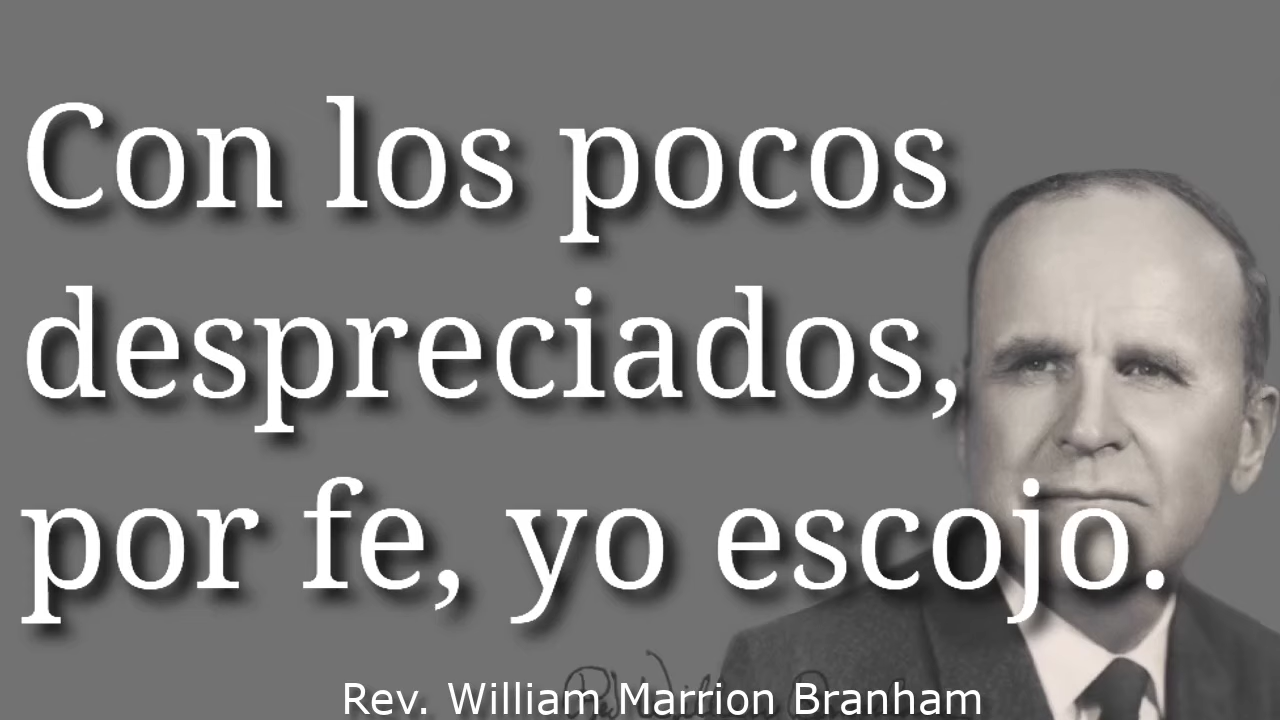 Con los pocos
despreciados,
por fe, yo escojo.
Rev. William Marrion Branham